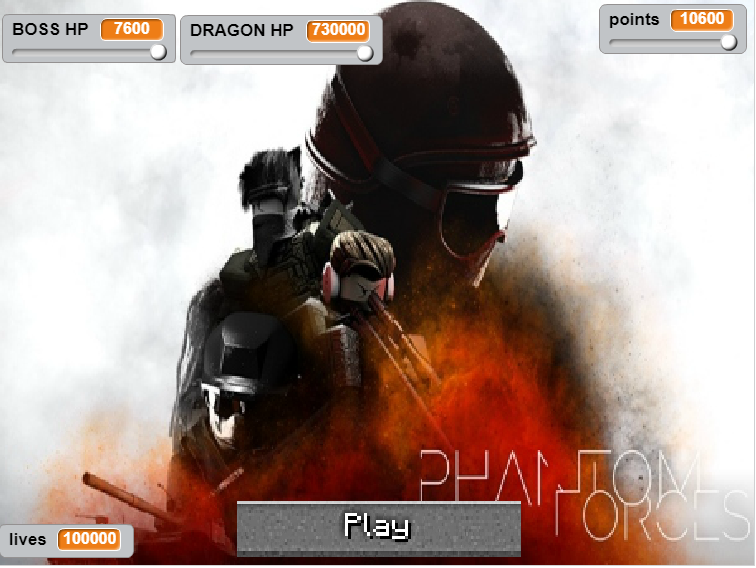 BOSS HP 7600
DRAGON HP 730000
points 10600
PHANTOM
FORCES
Play
lives 100000